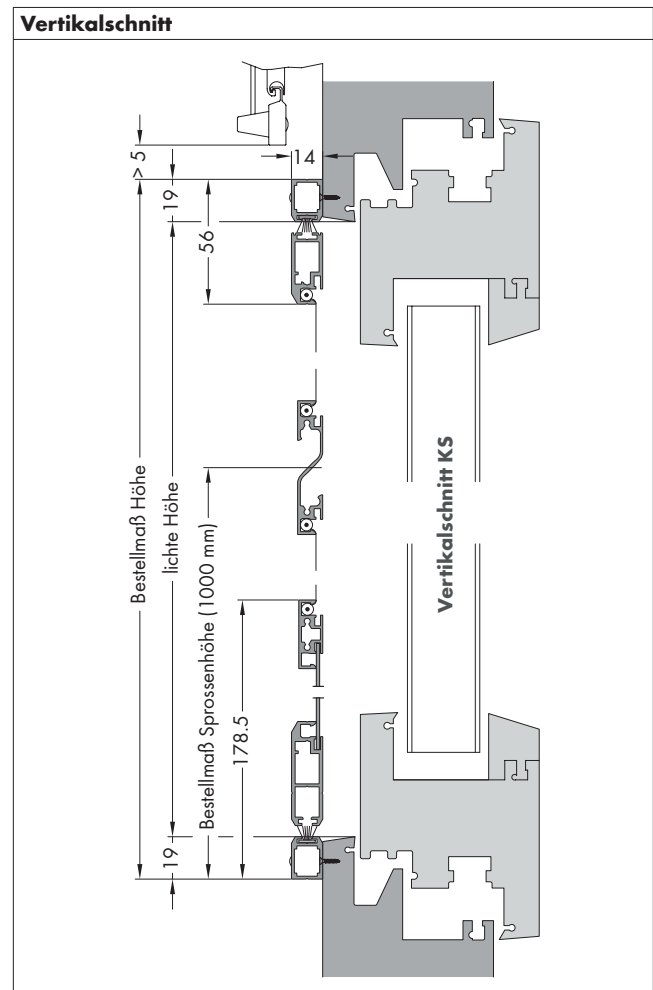 Vertikalschnitt
> 5
14
19
56
Bestellmaß Höhe
lichte Höhe
Bestellmaß Sprossenhöhe (1000 mm)
Vertikalschnitt KS
178.5
19